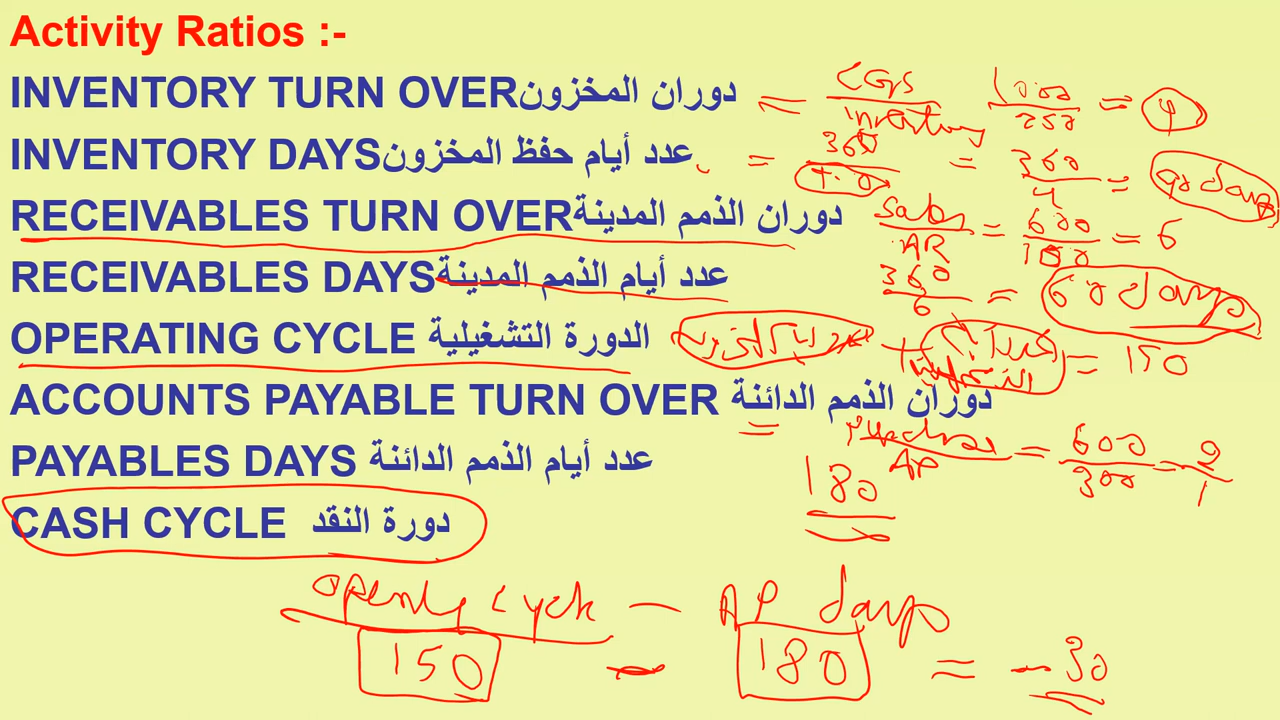 Activity Ratios :-
INVENTORY TURN OVER دوران المخزون = CGS / inventory 1000 / 250 = 4
INVENTORY DAYS عدد أيام حفظ المخزون = 360 / T.O = 360 / 4 = 90 days
RECEIVABLES TURN OVER دوران الذمم المدينة Sales / AR = 600 / 100 = 6
RECEIVABLES DAYS عدد أيام الذمم المدينة 360 / 6 = 60 days
OPERATING CYCLE الدورة التشغيلية + = 150
ACCOUNTS PAYABLE TURN OVER دوران الذمم الدائنة = Purchases / AP = 600 / 300 = 2 / 1
PAYABLES DAYS عدد أيام الذمم الدائنة 180
CASH CYCLE دورة النقد
cycle — AP days
150 - 180 = -30